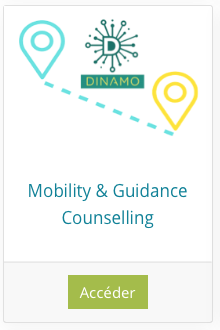 DINAMO
Mobility & Guidance
Counselling
Accéder